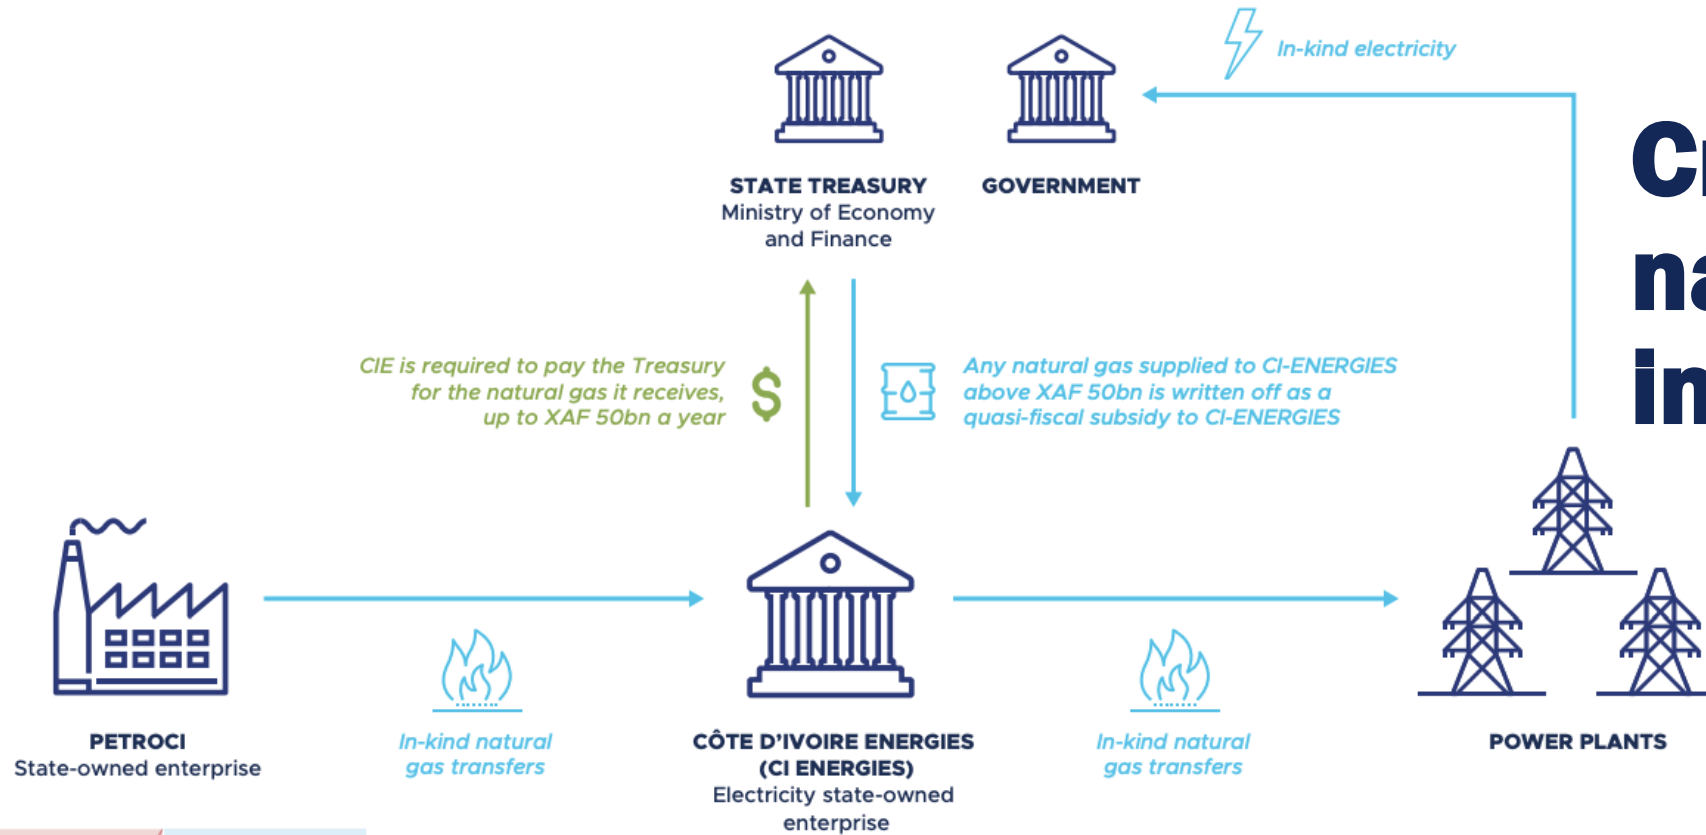 In-kind electricity
STATE TREASURY
Ministry of Economy
and Finance
GOVERNMENT
CIE is required to pay the Treasury
for the natural gas it receives,
up to XAF 50bn a year
$
Any natural gas supplied to CI-ENERGIES
above XAF 50bn is written off as a
quasi-fiscal subsidy to CI-ENERGIES
PETROCI
State-owned enterprise
In-kind natural
gas transfers
CÔTE D'IVOIRE ENERGIES
(CI ENERGIES)
Electricity state-owned
enterprise
In-kind natural
gas transfers
POWER PLANTS